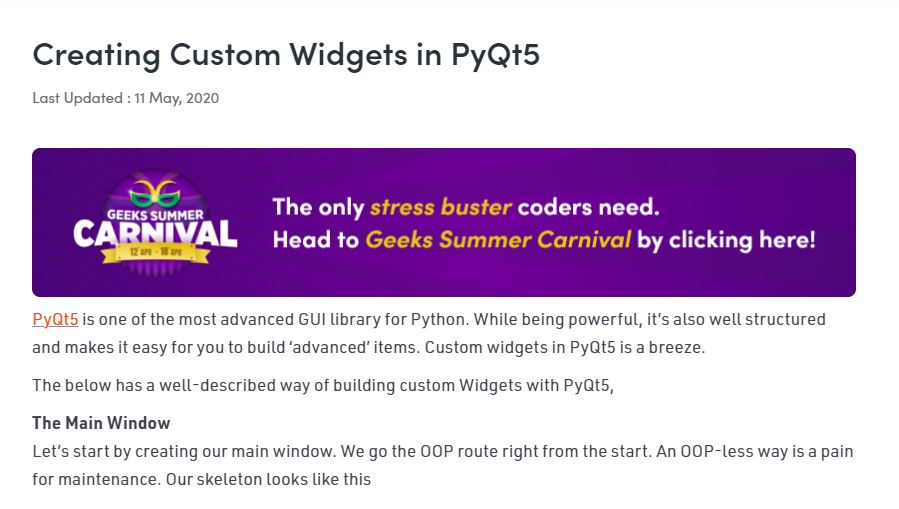 Creating Custom Widgets in PyQt5
Last Updated : 11 May, 2020
GEEKS SUMMER
CARNIVAL
12 APR - 18 APR
The only stress buster coders need.
Head to Geeks Summer Carnival by clicking here!
PyQt5 is one of the most advanced GUI library for Python. While being powerful, it’s also well structured
and makes it easy for you to build ‘advanced’ items. Custom widgets in PyQt5 is a breeze.
The below has a well-described way of building custom Widgets with PyQt5,
The Main Window
Let’s start by creating our main window. We go the OOP route right from the start. An OOP-less way is a pain
for maintenance. Our skeleton looks like this